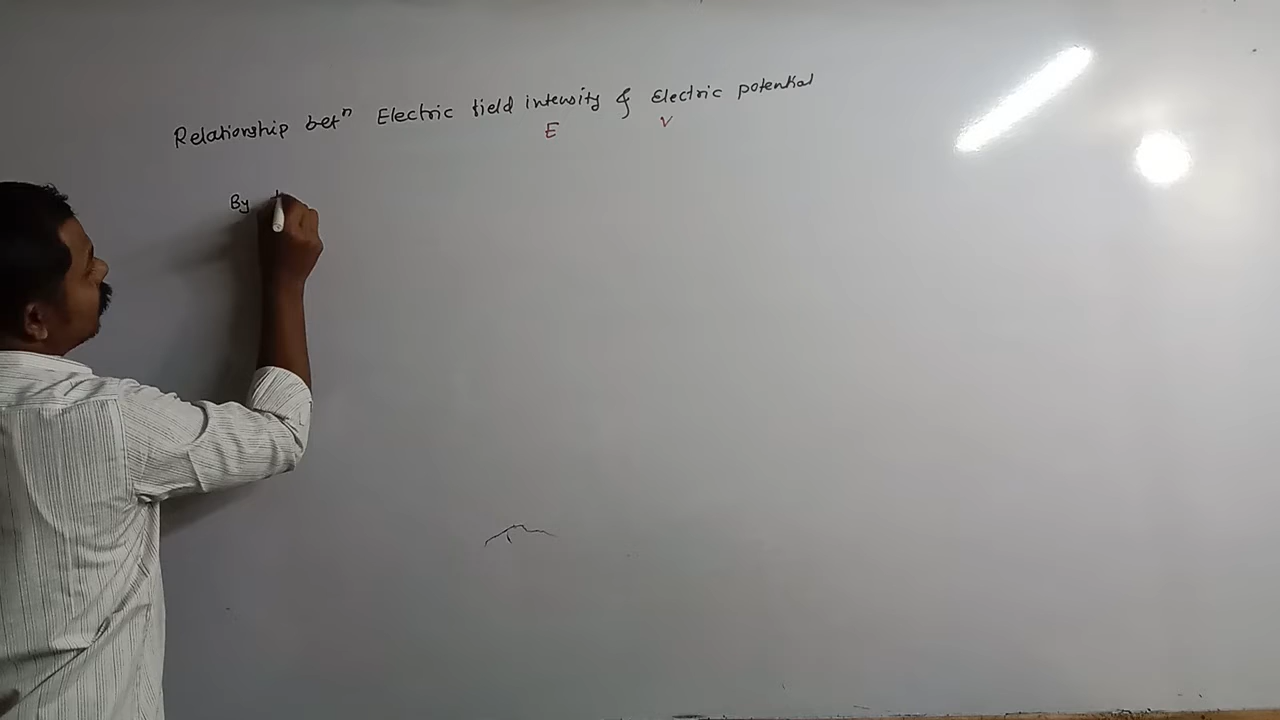 Relationship betⁿ Electric field intensity & Electric potential
E V
By